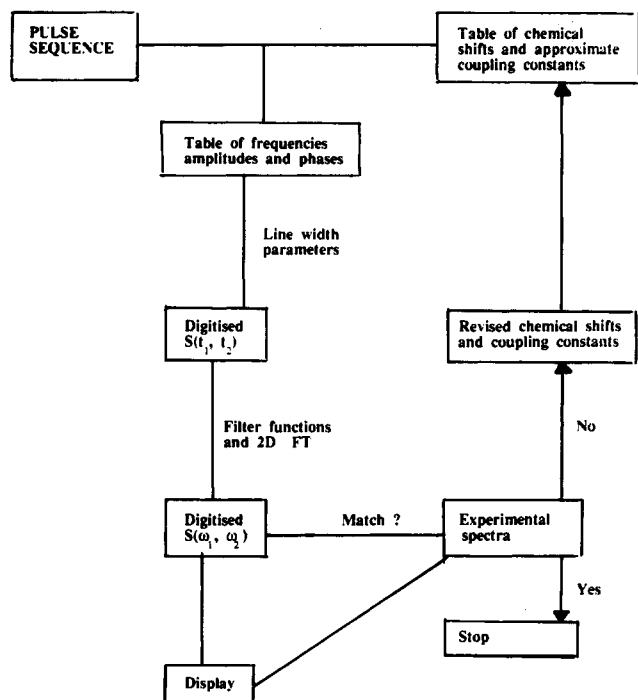 PULSE
SEQUENCE
Table of chemical
shifts and approximate
coupling constants
Table of frequencies
amplitudes and phases
Line width
parameters
Digitised
S(t₁, t₂)
Revised chemical shifts
and coupling constants
Filter functions
and 2D FT
No
Digitised
S(ω₁, ω₂)
Match ?
Experimental
spectra
Yes
Stop
Display